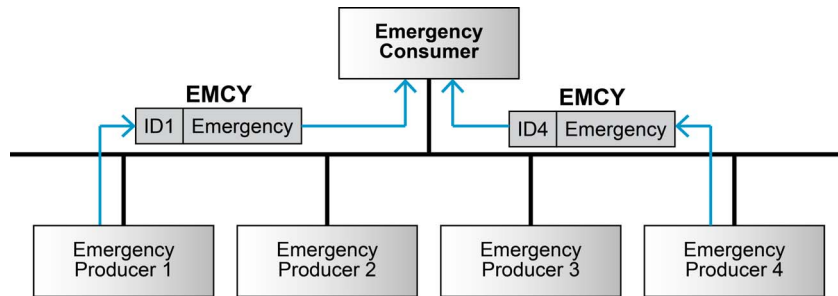 Emergency
Consumer
EMCY
ID1 Emergency
EMCY
ID4 Emergency
Emergency
Producer 1
Emergency
Producer 2
Emergency
Producer 3
Emergency
Producer 4